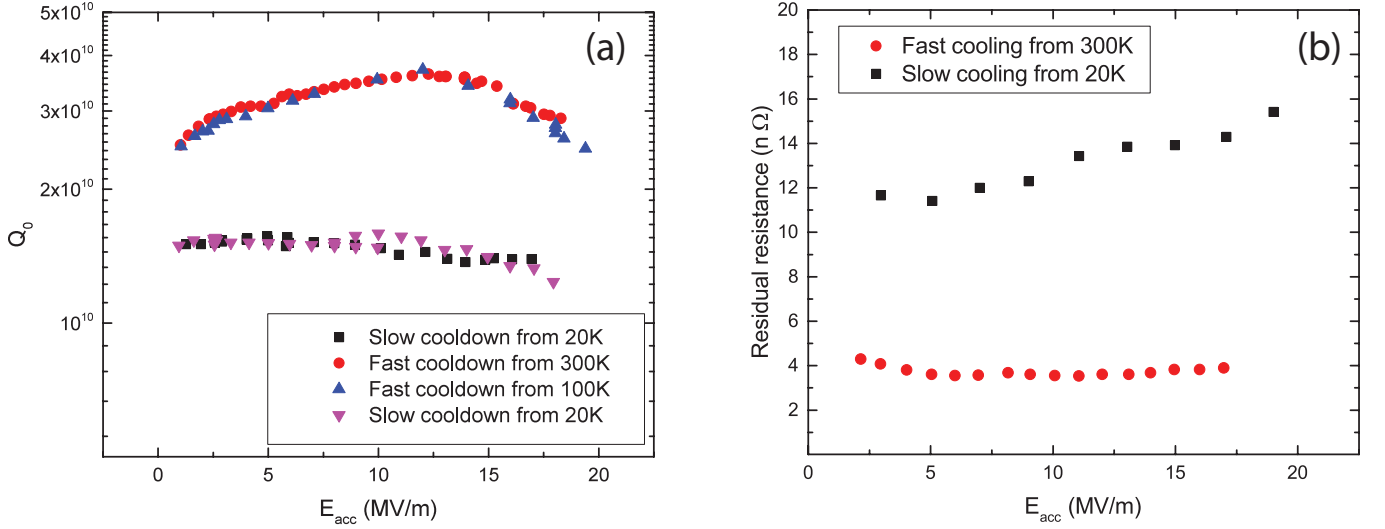 (a)
5x10^10
4x10^10
3x10^10
2x10^10
10^10
Q_0
Slow cooldown from 20K
Fast cooldown from 300K
Fast cooldown from 100K
Slow cooldown from 20K
0 5 10 15 20
E_acc (MV/m)
(b)
20
18
16
14
12
10
8
6
4
2
Residual resistance (n Ω)
Fast cooling from 300K
Slow cooling from 20K
0 5 10 15 20
E_acc (MV/m)